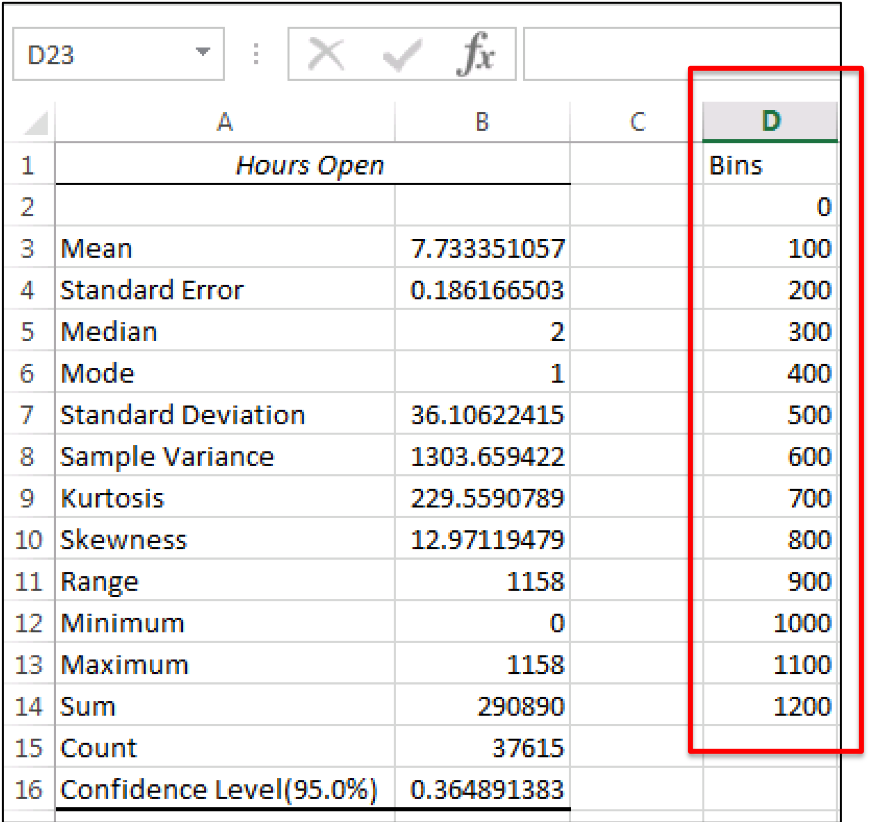 D23 fx
A B C D
1 Hours Open Bins
2 0
3 Mean 7.733351057 100
4 Standard Error 0.186166503 200
5 Median 2 300
6 Mode 1 400
7 Standard Deviation 36.10622415 500
8 Sample Variance 1303.659422 600
9 Kurtosis 229.5590789 700
10 Skewness 12.97119479 800
11 Range 1158 900
12 Minimum 0 1000
13 Maximum 1158 1100
14 Sum 290890 1200
15 Count 37615
16 Confidence Level(95.0%) 0.364891383